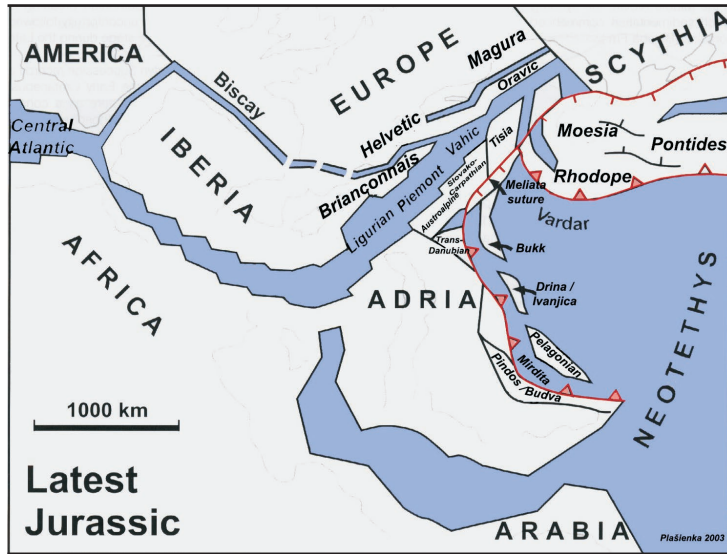 AMERICA
EUROPE
SCYTHIA
Magura
Oravic
Biscay
Central
Atlantic
Helvetic
Moesia
Pontides
Tisia
Vahic
IBERIA
Brianconnais
Slovako-
Carpathian
Rhodope
Piemont
Ligurian
Austroalpine
Meliata
suture
Vardar
AFRICA
Trans-
Danubian
Bukk
ADRIA
Drina /
Ivanjica
NEOTETHYS
Pelagonian
Mirdita
Pindos /Budva
1000 km
Latest
Jurassic
ARABIA
Plašienka 2003